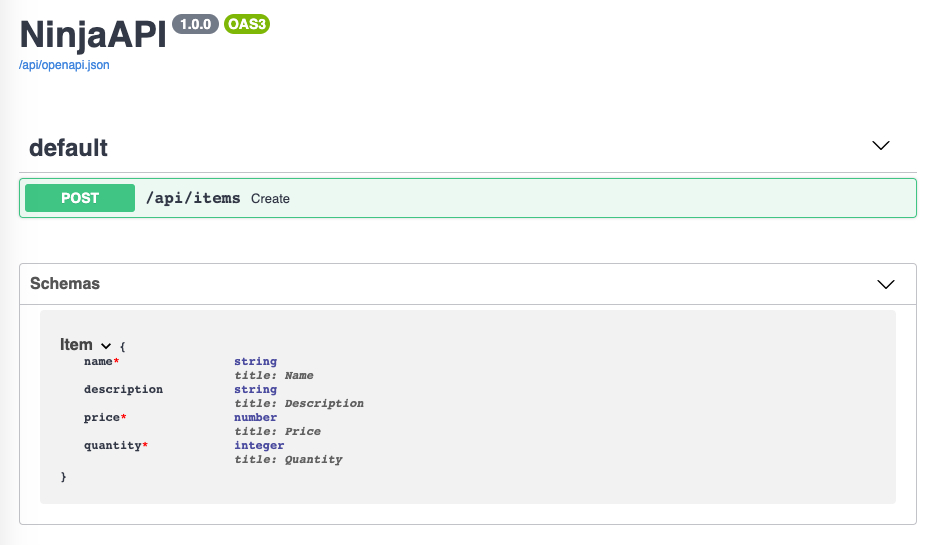 NinjaAPI 1.0.0 OAS3
/api/openapi.json
default
POST /api/items Create
Schemas
Item {
name* string
title: Name
description string
title: Description
price* number
title: Price
quantity* integer
title: Quantity
}